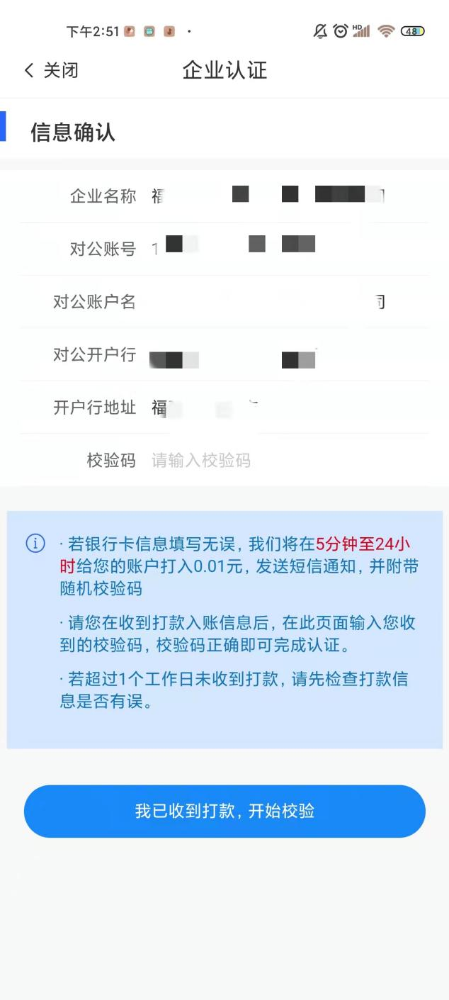 下午2:51
HD
48
关闭
企业认证
信息确认
企业名称 福
对公账号 1
对公账户名 司
对公开户行
开户行地址 福
校验码 请输入校验码
· 若银行卡信息填写无误, 我们将在5分钟至24小
时给您的账户打入0.01元, 发送短信通知, 并附带
随机校验码
· 请您在收到打款入账信息后, 在此页面输入您收
到的校验码, 校验码正确即可完成认证。
· 若超过1个工作日未收到打款, 请先检查打款信
息是否有误。
我已收到打款, 开始校验